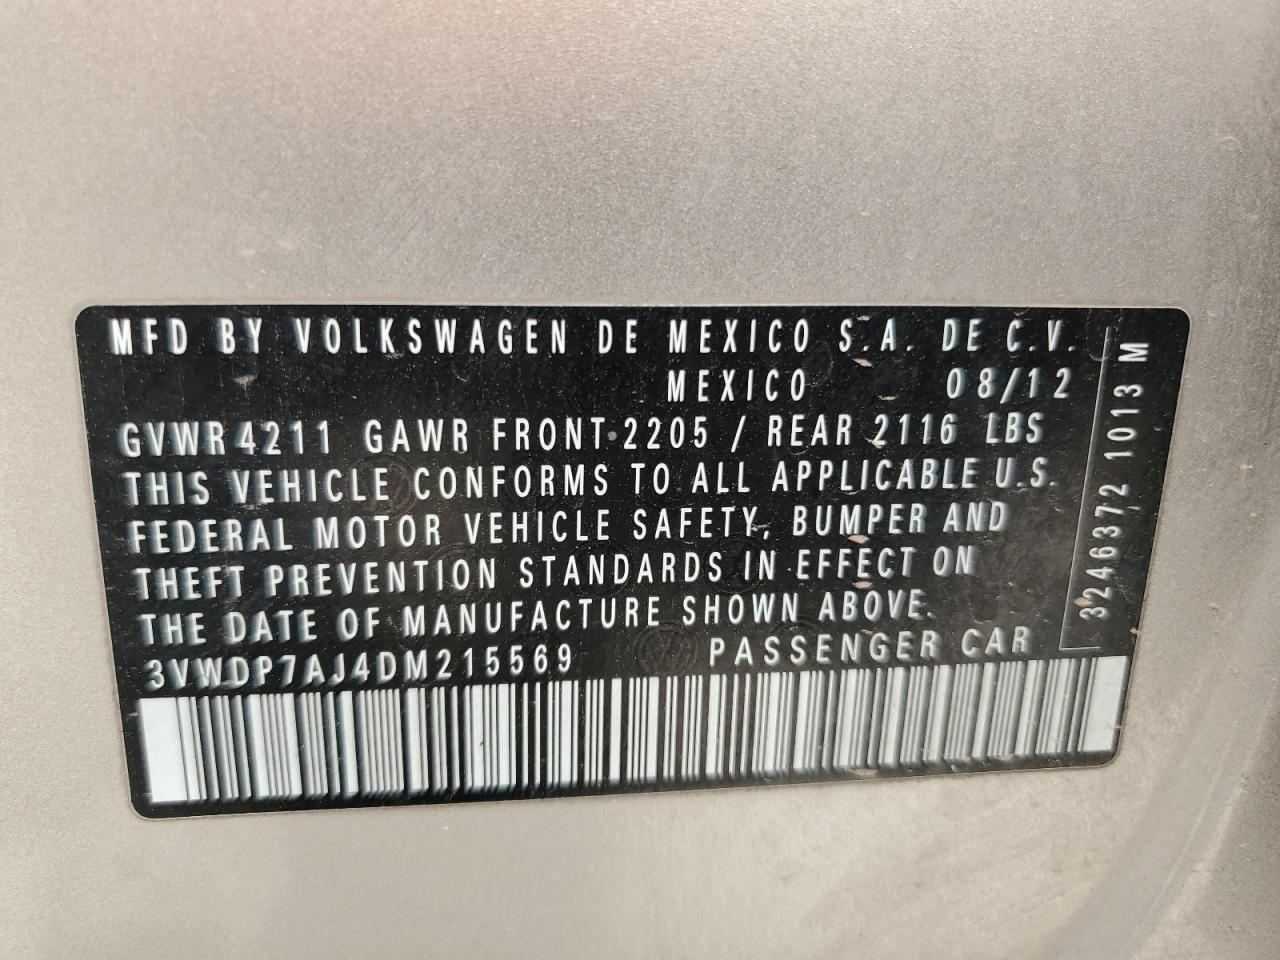 MFD BY VOLKSWAGEN DE MEXICO S.A. DE C.V.
MEXICO 08/12
GVWR 4211 GAWR FRONT 2205 / REAR 2116 LBS
THIS VEHICLE CONFORMS TO ALL APPLICABLE U.S.
FEDERAL MOTOR VEHICLE SAFETY, BUMPER AND
THEFT PREVENTION STANDARDS IN EFFECT ON
THE DATE OF MANUFACTURE SHOWN ABOVE.
3VWDP7AJ4DM215569 PASSENGER CAR
3246372 1013 M